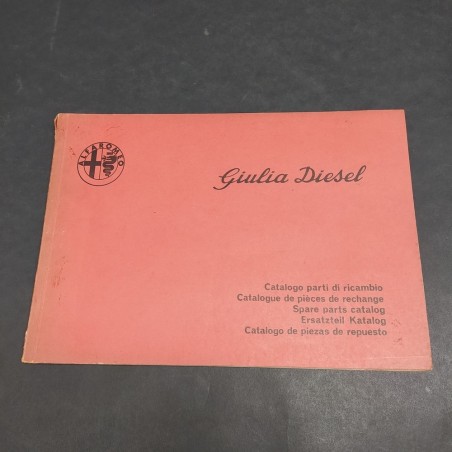 ALFA ROMEO
Giulia Diesel
Catalogo parti di ricambio
Catalogue de pièces de rechange
Spare parts catalog
Ersatzteil Katalog
Catalogo de piezas de repuesto